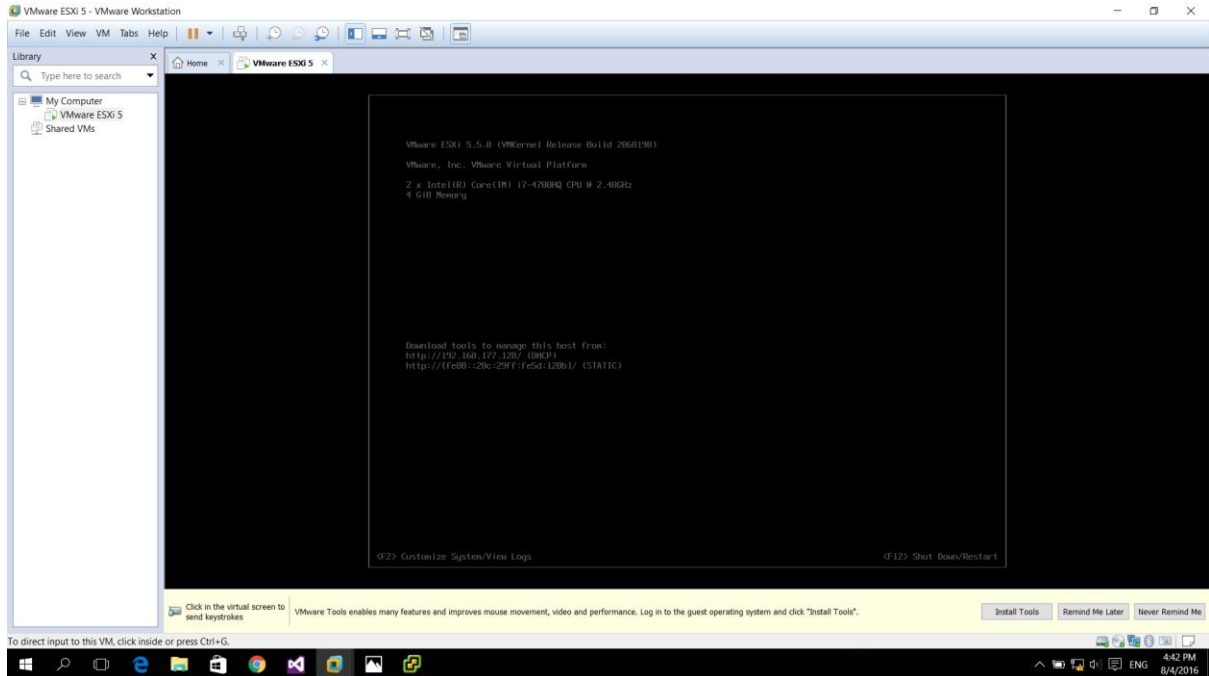 VMware ESXi 5 - VMware Workstation
File Edit View VM Tabs Help
Library X
Type here to search
My Computer
VMware ESXi 5
Shared VMs
Home
VMware ESXi 5
VMware ESXi 5.5.0 (VMKernel Release Build 2068190)
VMware, Inc. VMware Virtual Platform
2 x Intel(R) Core(TM) i7-4700HQ CPU @ 2.40GHz
4 GiB Memory
Download tools to manage this host from:
http://192.168.177.128/ (DHCP)
http://[fe80::20c:29ff:fe5d:128b]/ (STATIC)
<F2> Customize System/View Logs
<F12> Shut Down/Restart
Click in the virtual screen to
send keystrokes
VMware Tools enables many features and improves mouse movement, video and performance. Log in to the guest operating system and click "Install Tools".
Install Tools
Remind Me Later
Never Remind Me
To direct input to this VM, click inside or press Ctrl+G.
ENG
4:42 PM
8/4/2016